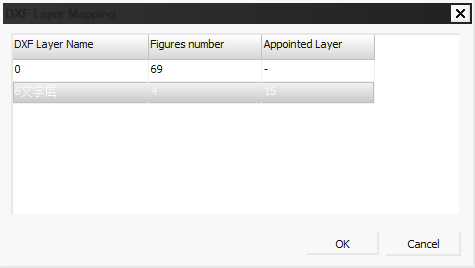 DXF Layer Mapping
DXF Layer Name Figures number Appointed Layer
0 69 -
6文字层 4 15
OK Cancel